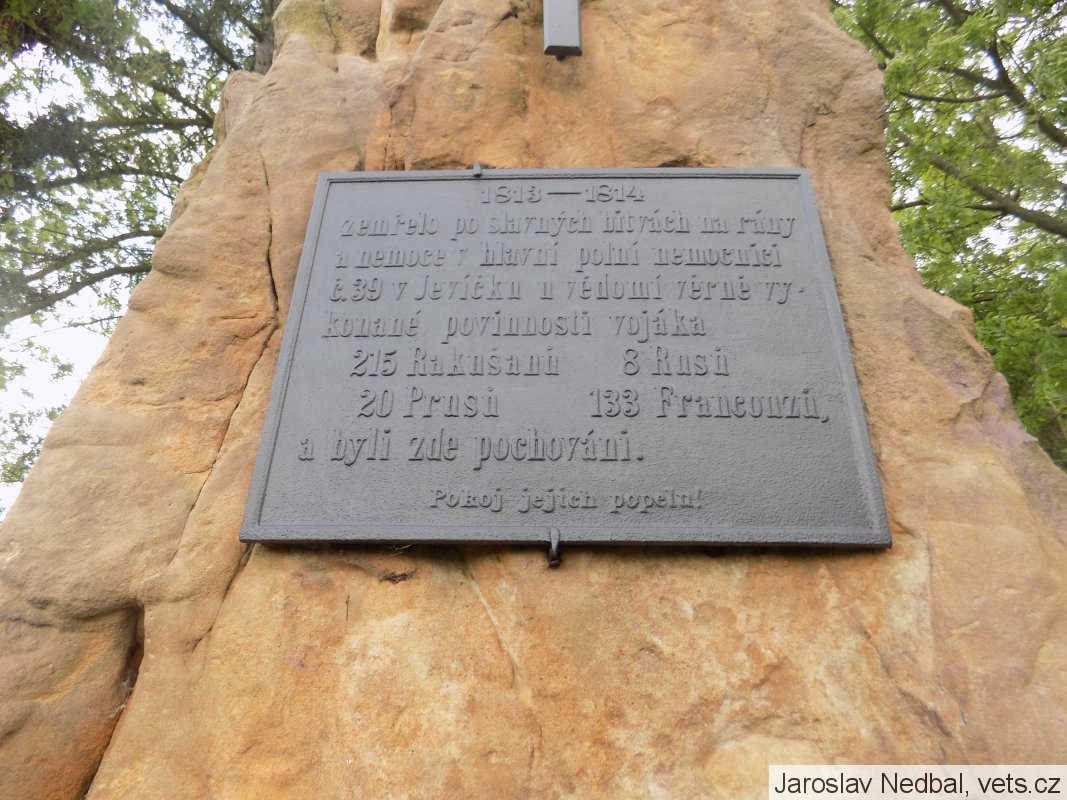 1813 — 1814
zemřelo po slavných bitvách na rány
a nemoce v hlavní polní nemocnici
č. 39 v Jevíčku u vědomí věrně vy-
konané povinnosti vojáka
215 Rakušanů 8 Rusů
20 Prusů 133 Francouzů,
a byli zde pochováni.
Pokoj jejich popelu!
Jaroslav Nedbal, vets.cz